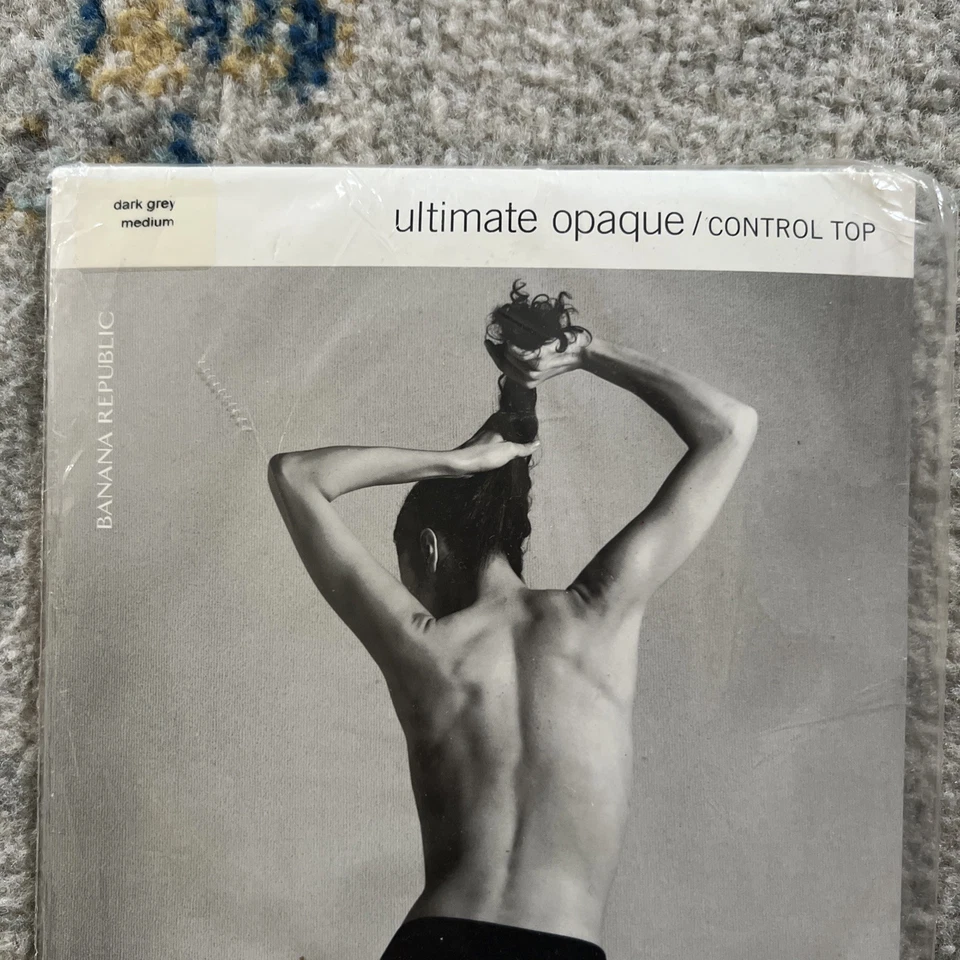 dark grey
medium
ultimate opaque / CONTROL TOP
BANANA REPUBLIC